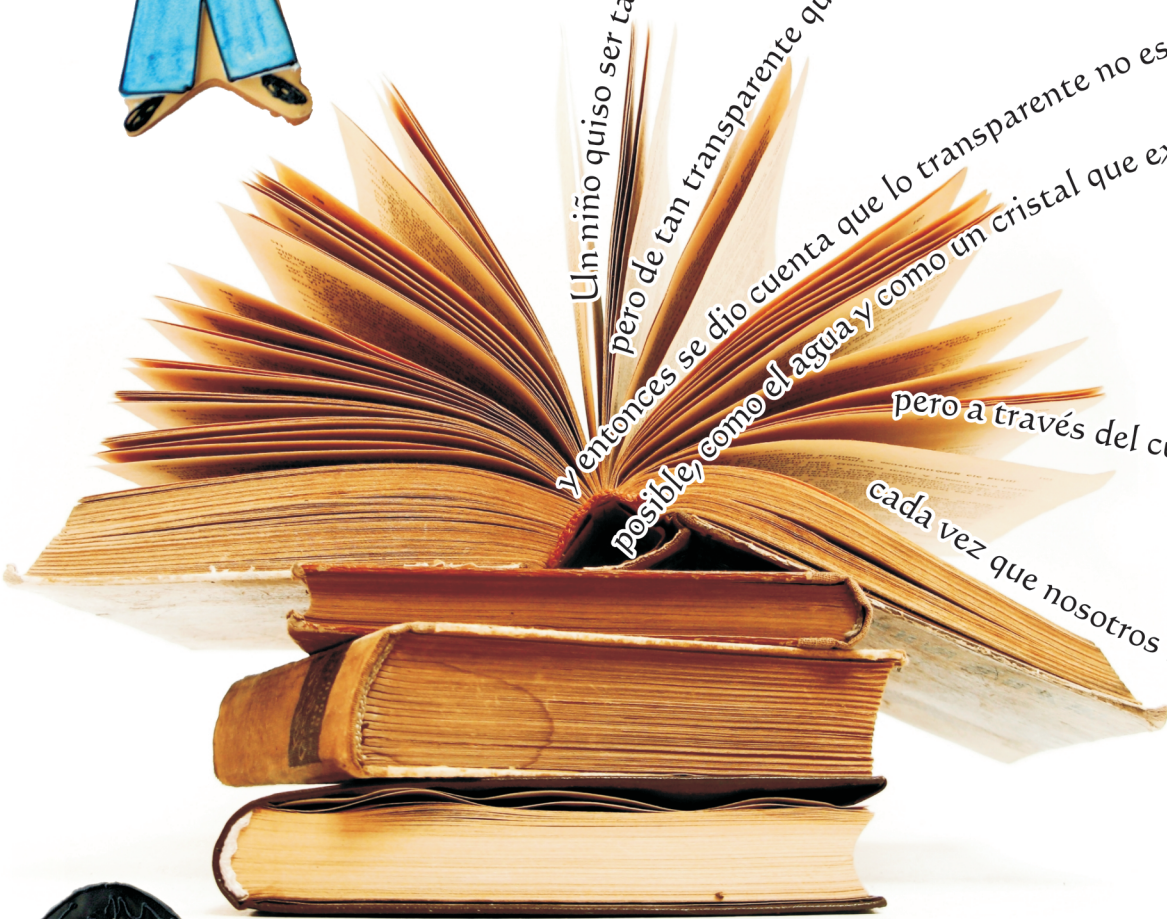 Un niño quiso ser ta
pero de tan transparente qu
y entonces se dio cuenta que lo transparente no es
posible, como el agua y como un cristal que ex
pero a través del cu
cada vez que nosotros